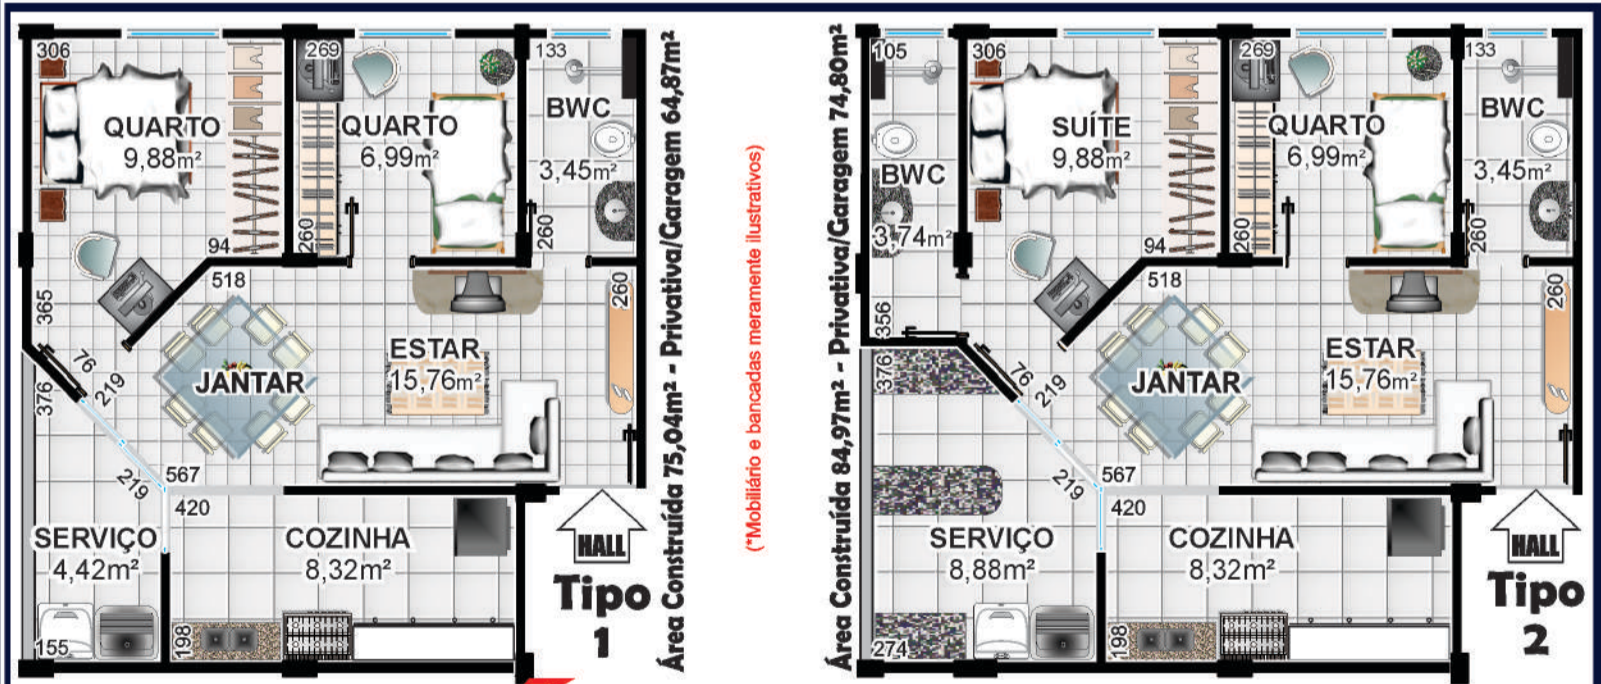 306
QUARTO
9,88m²
94
269
QUARTO
6,99m²
260
133
BWC
3,45m²
260
365
518
260
76
219
376
JANTAR
ESTAR
15,76m²
219
567
420
SERVIÇO
4,42m²
155
COZINHA
8,32m²
198
HALL
Tipo
1
Área Construída 75,04m² - Privativa/Garagem 64,87m²
(*Mobiliário e bancadas meramente ilustrativos)
Área Construída 84,97m² - Privativa/Garagem 74,80m²
105
BWC
3,74m²
356
306
SUÍTE
9,88m²
94
269
QUARTO
6,99m²
260
133
BWC
3,45m²
260
518
260
376
76
219
JANTAR
ESTAR
15,76m²
219
567
420
SERVIÇO
8,88m²
274
COZINHA
8,32m²
198
HALL
Tipo
2